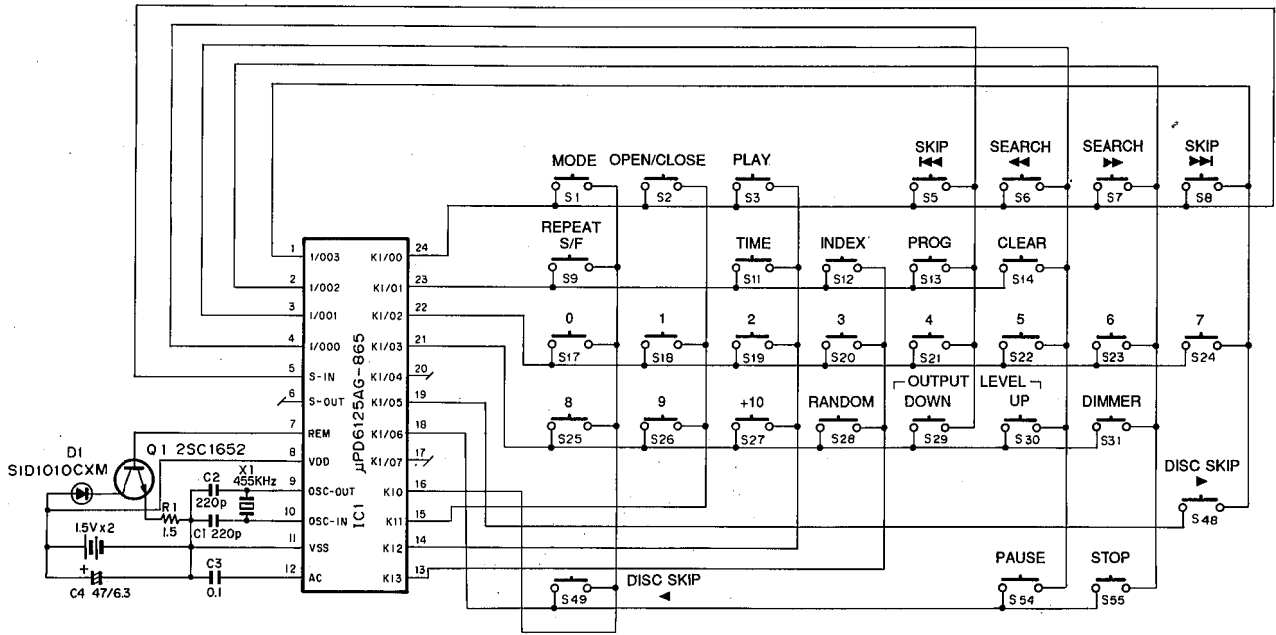 SKIP SEARCH SEARCH SKIP
MODE OPEN/CLOSE PLAY
S1 S2 S3 S5 S6 S7 S8
REPEAT
S/F TIME INDEX PROG CLEAR
S9 S11 S12 S13 S14
0 1 2 3 4 5 6 7
S17 S18 S19 S20 S21 S22 S23 S24
OUTPUT LEVEL
8 9 +10 RANDOM DOWN UP DIMMER
S25 S26 S27 S28 S29 S30 S31
DISC SKIP
S48
PAUSE STOP
S49 DISC SKIP S54 S55
1 I/003 KI/00 24
2 I/002 KI/01 23
3 I/001 KI/02 22
4 I/000 KI/03 21
5 S-IN KI/04 20
6 S-OUT KI/05 19
7 REM KI/06 18
8 VDD KI/07 17
9 OSC-OUT KI0 16
10 OSC-IN KI1 15
11 VSS KI2 14
12 AC KI3 13
µPD6125AG-865
IC1
D1
SID1010CXM
Q1 2SC1652
C2
220p
X1
455KHz
R1
1.5
C1 220p
1.5V x2
+
C4 47/6.3
C3
0.1